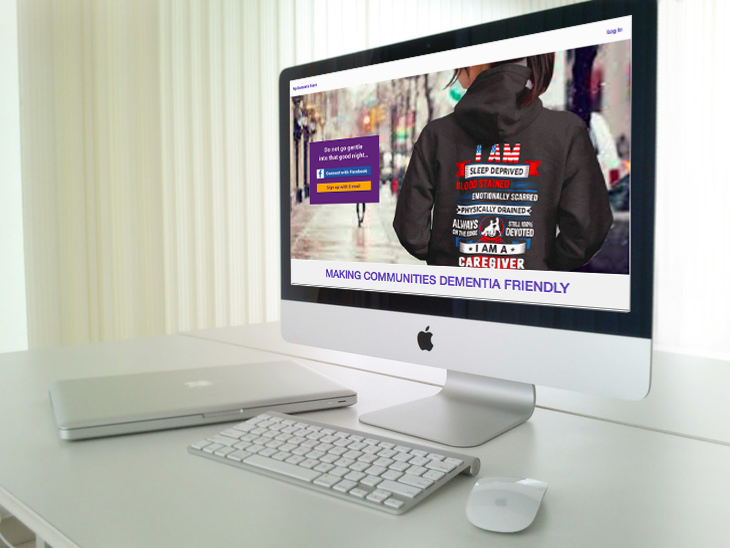 Log In
Do not go gentle
into that good night...
f Connect with Facebook
Sign up with E-mail
I AM
SLEEP DEPRIVED
BLOOD STAINED
EMOTIONALLY SCARRED
PHYSICALLY DRAINED
ALWAYS
ON THE EDGE
STILL 100%
DEVOTED
I AM A
CAREGIVER
MAKING COMMUNITIES DEMENTIA FRIENDLY